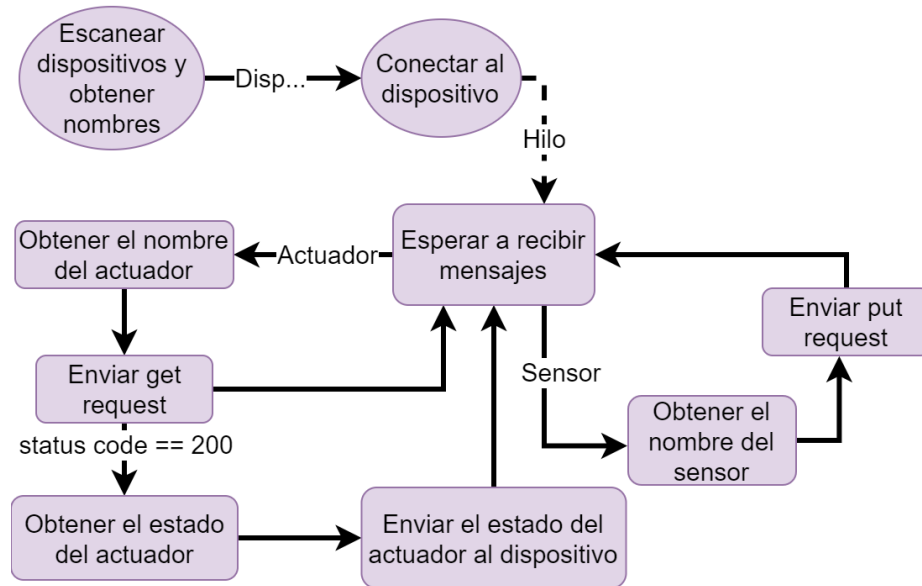 Escanear
dispositivos y
obtener
nombres
Disp...
Conectar al
dispositivo
Hilo
Esperar a recibir
mensajes
Actuador
Obtener el nombre
del actuador
Enviar get
request
status code == 200
Obtener el estado
del actuador
Enviar el estado del
actuador al dispositivo
Sensor
Obtener el
nombre del
sensor
Enviar put
request